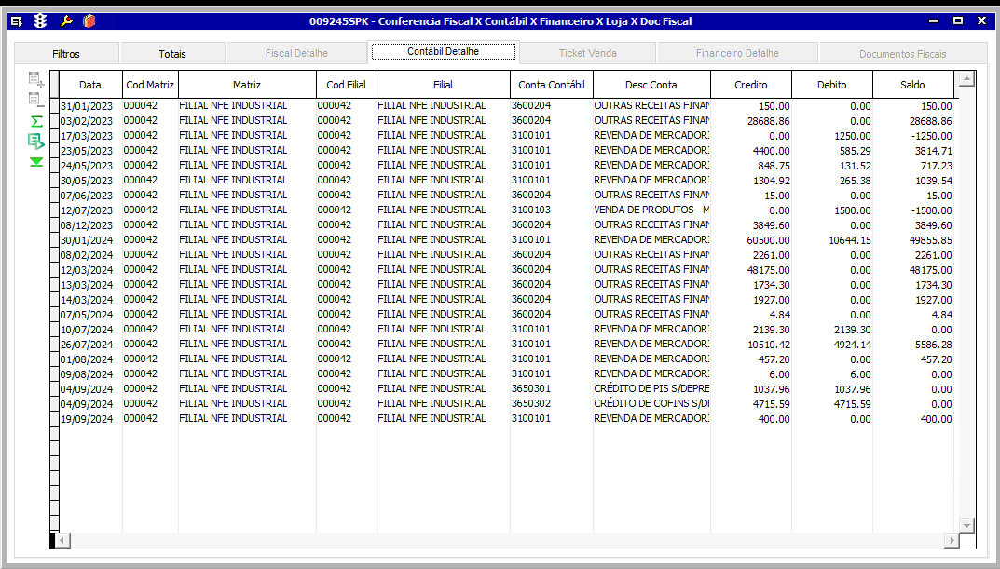 009245SPK - Conferencia Fiscal X Contábil X Financeiro X Loja X Doc Fiscal
Filtros Totais Fiscal Detalhe Contábil Detalhe Ticket Venda Financeiro Detalhe Documentos Fiscais
Data Cod Matriz Matriz Cod Filial Filial Conta Contábil Desc Conta Credito Debito Saldo
31/01/2023 000042 FILIAL NFE INDUSTRIAL 000042 FILIAL NFE INDUSTRIAL 3600204 OUTRAS RECEITAS FINAN 150.00 0.00 150.00
03/02/2023 000042 FILIAL NFE INDUSTRIAL 000042 FILIAL NFE INDUSTRIAL 3600204 OUTRAS RECEITAS FINAN 28688.86 0.00 28688.86
17/03/2023 000042 FILIAL NFE INDUSTRIAL 000042 FILIAL NFE INDUSTRIAL 3100101 REVENDA DE MERCADORI 0.00 1250.00 -1250.00
23/05/2023 000042 FILIAL NFE INDUSTRIAL 000042 FILIAL NFE INDUSTRIAL 3100101 REVENDA DE MERCADORI 4400.00 585.29 3814.71
24/05/2023 000042 FILIAL NFE INDUSTRIAL 000042 FILIAL NFE INDUSTRIAL 3100101 REVENDA DE MERCADORI 848.75 131.52 717.23
30/05/2023 000042 FILIAL NFE INDUSTRIAL 000042 FILIAL NFE INDUSTRIAL 3100101 REVENDA DE MERCADORI 1304.92 265.38 1039.54
07/06/2023 000042 FILIAL NFE INDUSTRIAL 000042 FILIAL NFE INDUSTRIAL 3600204 OUTRAS RECEITAS FINAN 15.00 0.00 15.00
12/07/2023 000042 FILIAL NFE INDUSTRIAL 000042 FILIAL NFE INDUSTRIAL 3100103 VENDA DE PRODUTOS - M 0.00 1500.00 -1500.00
08/12/2023 000042 FILIAL NFE INDUSTRIAL 000042 FILIAL NFE INDUSTRIAL 3600204 OUTRAS RECEITAS FINAN 3849.60 0.00 3849.60
30/01/2024 000042 FILIAL NFE INDUSTRIAL 000042 FILIAL NFE INDUSTRIAL 3100101 REVENDA DE MERCADORI 60500.00 10644.15 49855.85
08/02/2024 000042 FILIAL NFE INDUSTRIAL 000042 FILIAL NFE INDUSTRIAL 3600204 OUTRAS RECEITAS FINAN 2261.00 0.00 2261.00
12/03/2024 000042 FILIAL NFE INDUSTRIAL 000042 FILIAL NFE INDUSTRIAL 3600204 OUTRAS RECEITAS FINAN 48175.00 0.00 48175.00
13/03/2024 000042 FILIAL NFE INDUSTRIAL 000042 FILIAL NFE INDUSTRIAL 3600204 OUTRAS RECEITAS FINAN 1734.30 0.00 1734.30
14/03/2024 000042 FILIAL NFE INDUSTRIAL 000042 FILIAL NFE INDUSTRIAL 3600204 OUTRAS RECEITAS FINAN 1927.00 0.00 1927.00
07/05/2024 000042 FILIAL NFE INDUSTRIAL 000042 FILIAL NFE INDUSTRIAL 3600204 OUTRAS RECEITAS FINAN 4.84 0.00 4.84
10/07/2024 000042 FILIAL NFE INDUSTRIAL 000042 FILIAL NFE INDUSTRIAL 3100101 REVENDA DE MERCADORI 2139.30 2139.30 0.00
26/07/2024 000042 FILIAL NFE INDUSTRIAL 000042 FILIAL NFE INDUSTRIAL 3100101 REVENDA DE MERCADORI 10510.42 4924.14 5586.28
01/08/2024 000042 FILIAL NFE INDUSTRIAL 000042 FILIAL NFE INDUSTRIAL 3100101 REVENDA DE MERCADORI 457.20 0.00 457.20
09/08/2024 000042 FILIAL NFE INDUSTRIAL 000042 FILIAL NFE INDUSTRIAL 3100101 REVENDA DE MERCADORI 6.00 6.00 0.00
04/09/2024 000042 FILIAL NFE INDUSTRIAL 000042 FILIAL NFE INDUSTRIAL 3650301 CRÉDITO DE PIS S/DEPRE 1037.96 1037.96 0.00
04/09/2024 000042 FILIAL NFE INDUSTRIAL 000042 FILIAL NFE INDUSTRIAL 3650302 CRÉDITO DE COFINS S/DE 4715.59 4715.59 0.00
19/09/2024 000042 FILIAL NFE INDUSTRIAL 000042 FILIAL NFE INDUSTRIAL 3100101 REVENDA DE MERCADORI 400.00 0.00 400.00